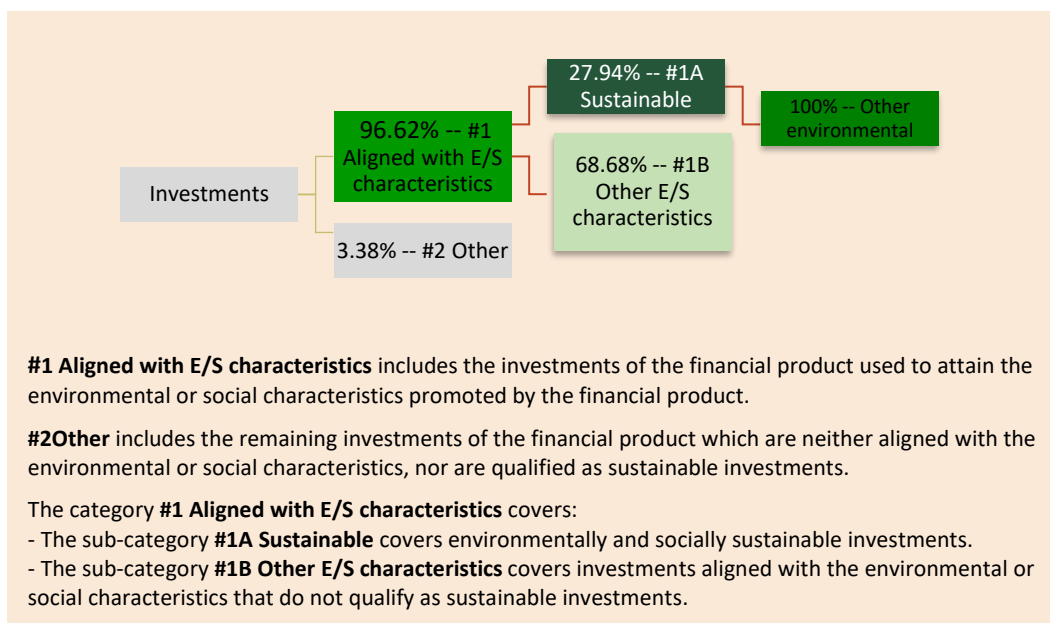 27.94% -- #1A
Sustainable
100% -- Other
environmental
96.62% -- #1
Aligned with E/S
characteristics
68.68% -- #1B
Other E/S
characteristics
Investments
3.38% -- #2 Other
#1 Aligned with E/S characteristics includes the investments of the financial product used to attain the
environmental or social characteristics promoted by the financial product.
#2Other includes the remaining investments of the financial product which are neither aligned with the
environmental or social characteristics, nor are qualified as sustainable investments.
The category #1 Aligned with E/S characteristics covers:
- The sub-category #1A Sustainable covers environmentally and socially sustainable investments.
- The sub-category #1B Other E/S characteristics covers investments aligned with the environmental or
social characteristics that do not qualify as sustainable investments.